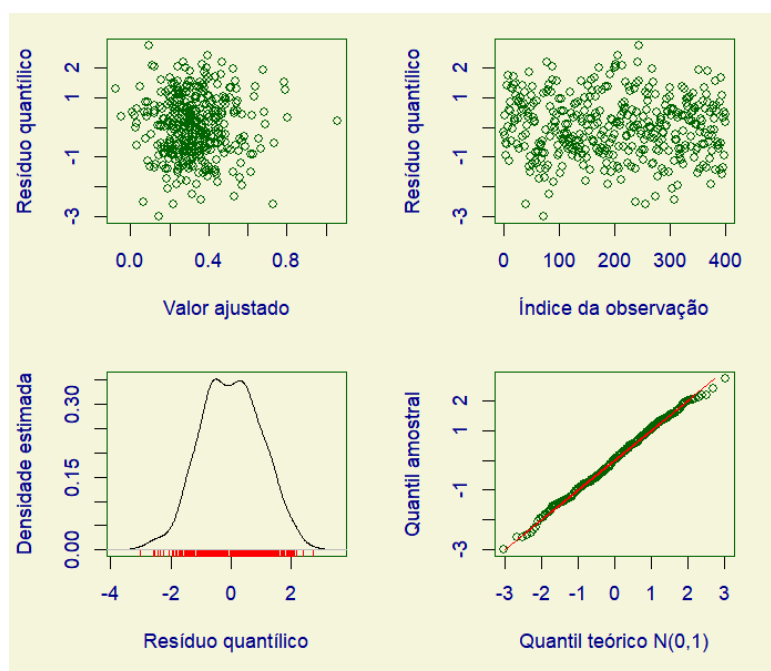 Resíduo quantílico
2
1
-1
-3
0.0 0.4 0.8
Valor ajustado
Resíduo quantílico
2
1
-1
-3
0 100 200 300 400
Índice da observação
Densidade estimada
0.30
0.15
0.00
-4 -2 0 2
Resíduo quantílico
Quantil amostral
2
1
-1
-3
-3 -2 -1 0 1 2 3
Quantil teórico N(0,1)